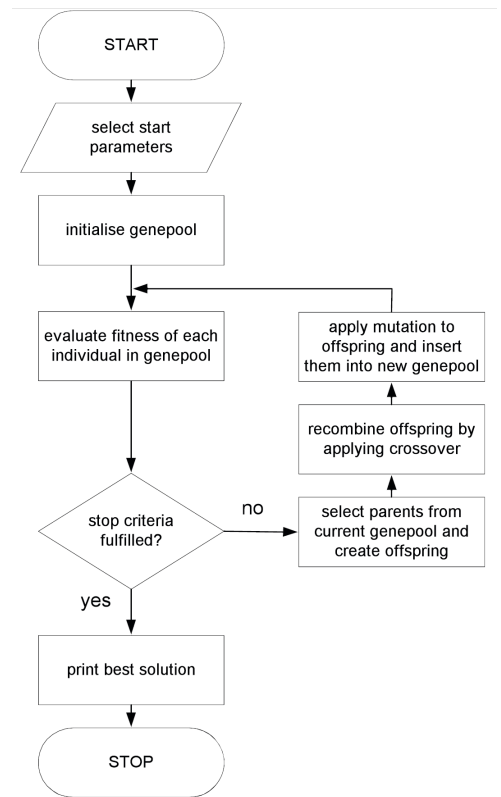 START
select start
parameters
initialise genepool
evaluate fitness of each
individual in genepool
apply mutation to
offspring and insert
them into new genepool
recombine offspring by
applying crossover
stop criteria
fulfilled?
no
select parents from
current genepool and
create offspring
yes
print best solution
STOP